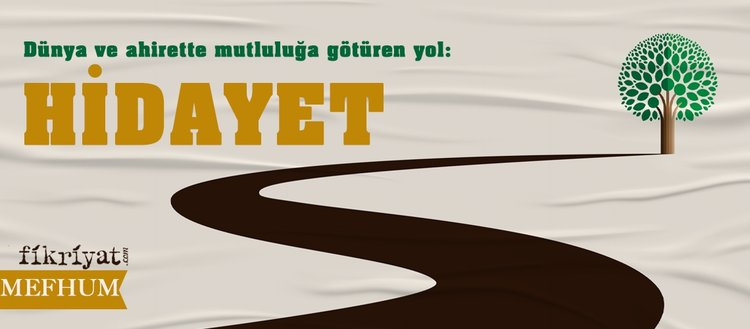 Dünya ve ahirette mutluluğa götüren yol:
HİDAYET
fikriyat.com
MEFHUM